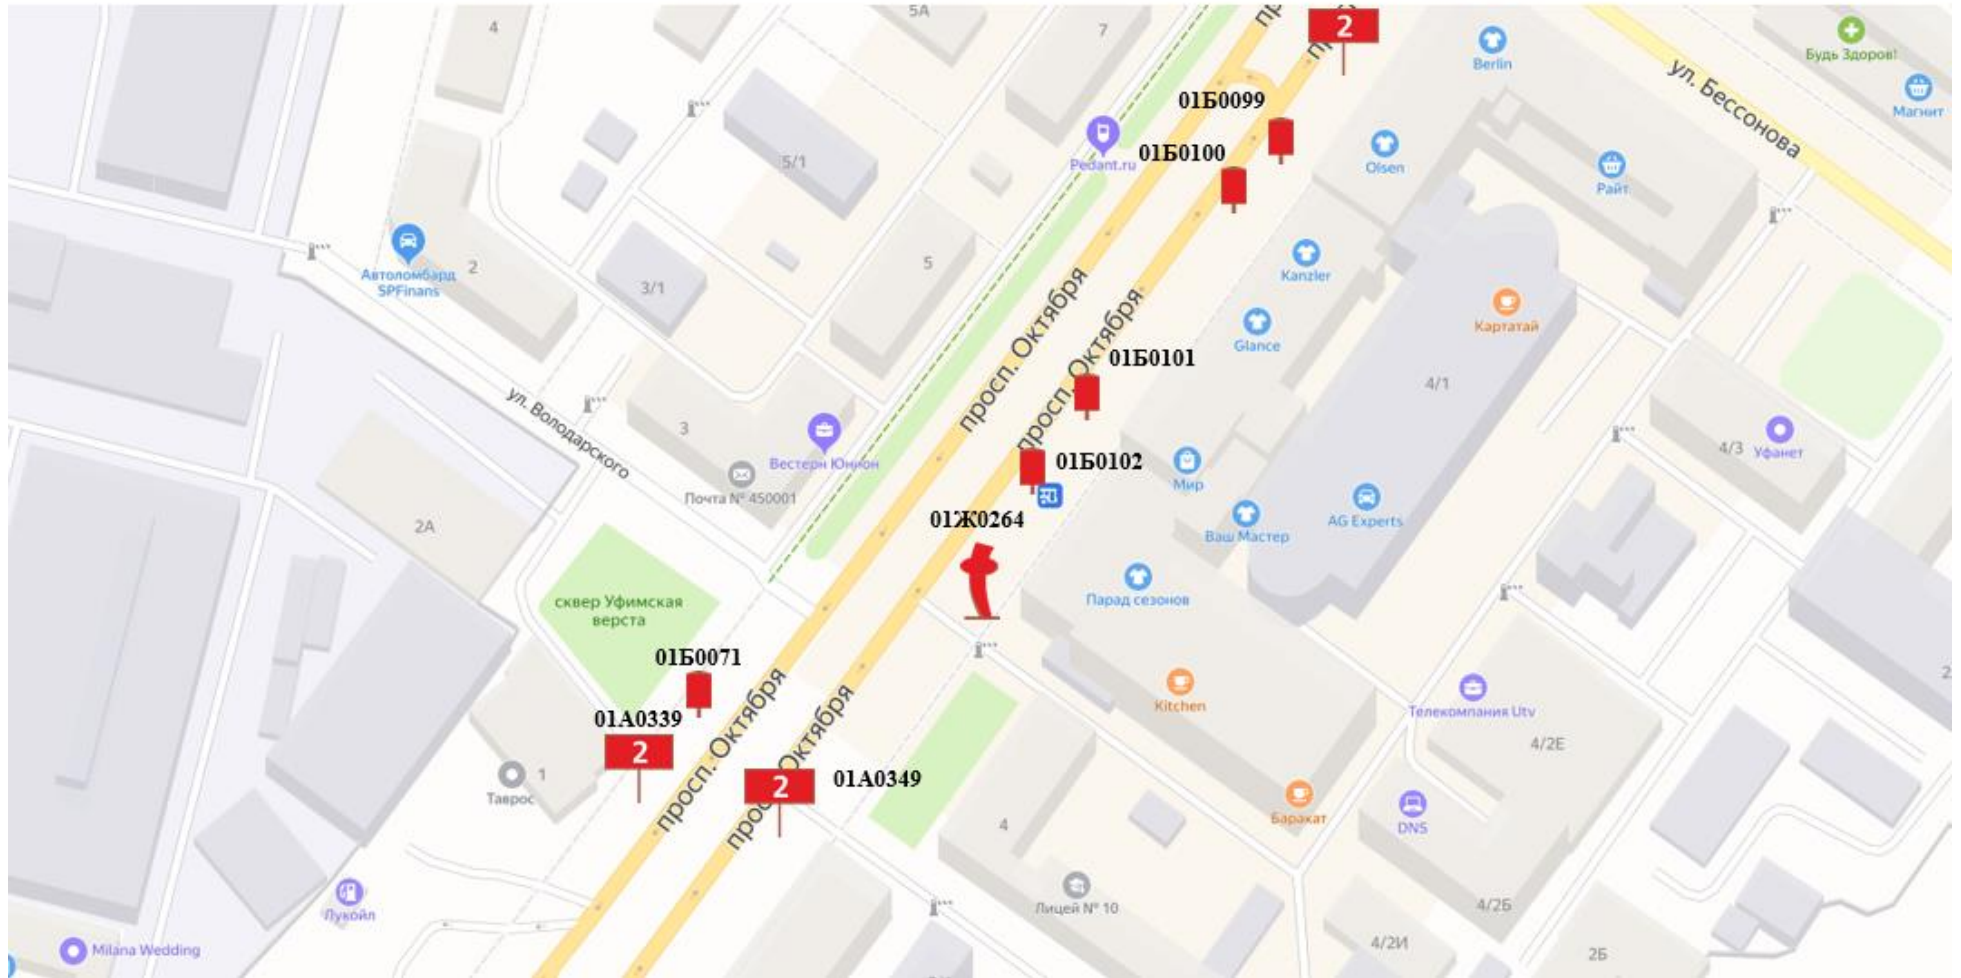 4
5А
7
2
Berlin
Будь Здоров!
ул. Бессонова
Магнит
01Б0099
01Б0100
Pedant.ru
5/1
Olsen
Райт
Автоломбард
SPFinans
2
3/1
5
Kanzler
Картатай
Glance
просп. Октября
просп. Октября
01Б0101
4/1
ул. Володарского
3
Вестерн Юнион
Почта № 450001
01Б0102
Мир
4/3
Уфанет
2А
01Ж0264
Ваш Мастер
AG Experts
сквер Уфимская
верста
Парад сезонов
01Б0071
Kitchen
Телекомпания Utv
01А0339
2
просп. Октября
4/2Е
1
Таврос
2
01А0349
4
Баракат
DNS
Лукойл
Лицей № 10
4/2Б
Milana Wedding
4/2И
2Б